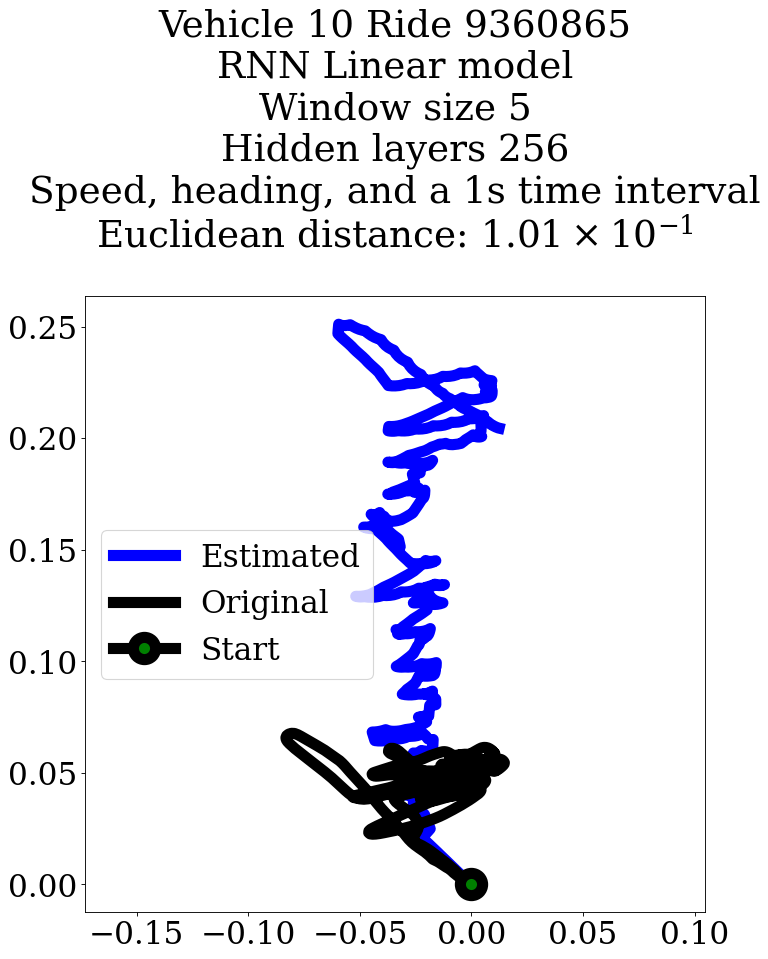 Vehicle 10 Ride 9360865
RNN Linear model
Window size 5
Hidden layers 256
Speed, heading, and a 1s time interval
Euclidean distance: 1.01 × 10⁻¹
0.25
0.20
0.15
0.10
0.05
0.00
Estimated
Original
Start
−0.15 −0.10 −0.05 0.00 0.05 0.10